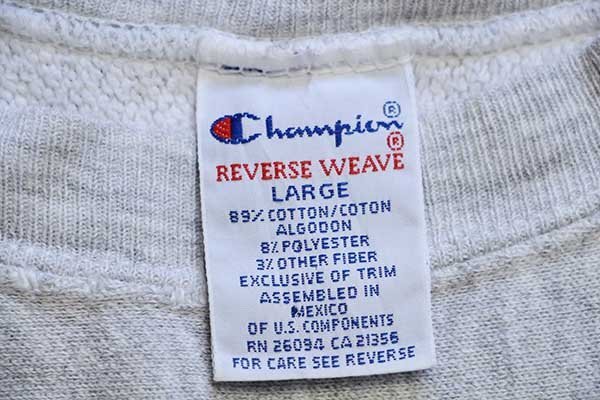 Champion®
REVERSE WEAVE®
LARGE
89% COTTON/COTON
ALGODON
8% POLYESTER
3% OTHER FIBER
EXCLUSIVE OF TRIM
ASSEMBLED IN
MEXICO
OF U.S. COMPONENTS
RN 26094 CA 21356
FOR CARE SEE REVERSE